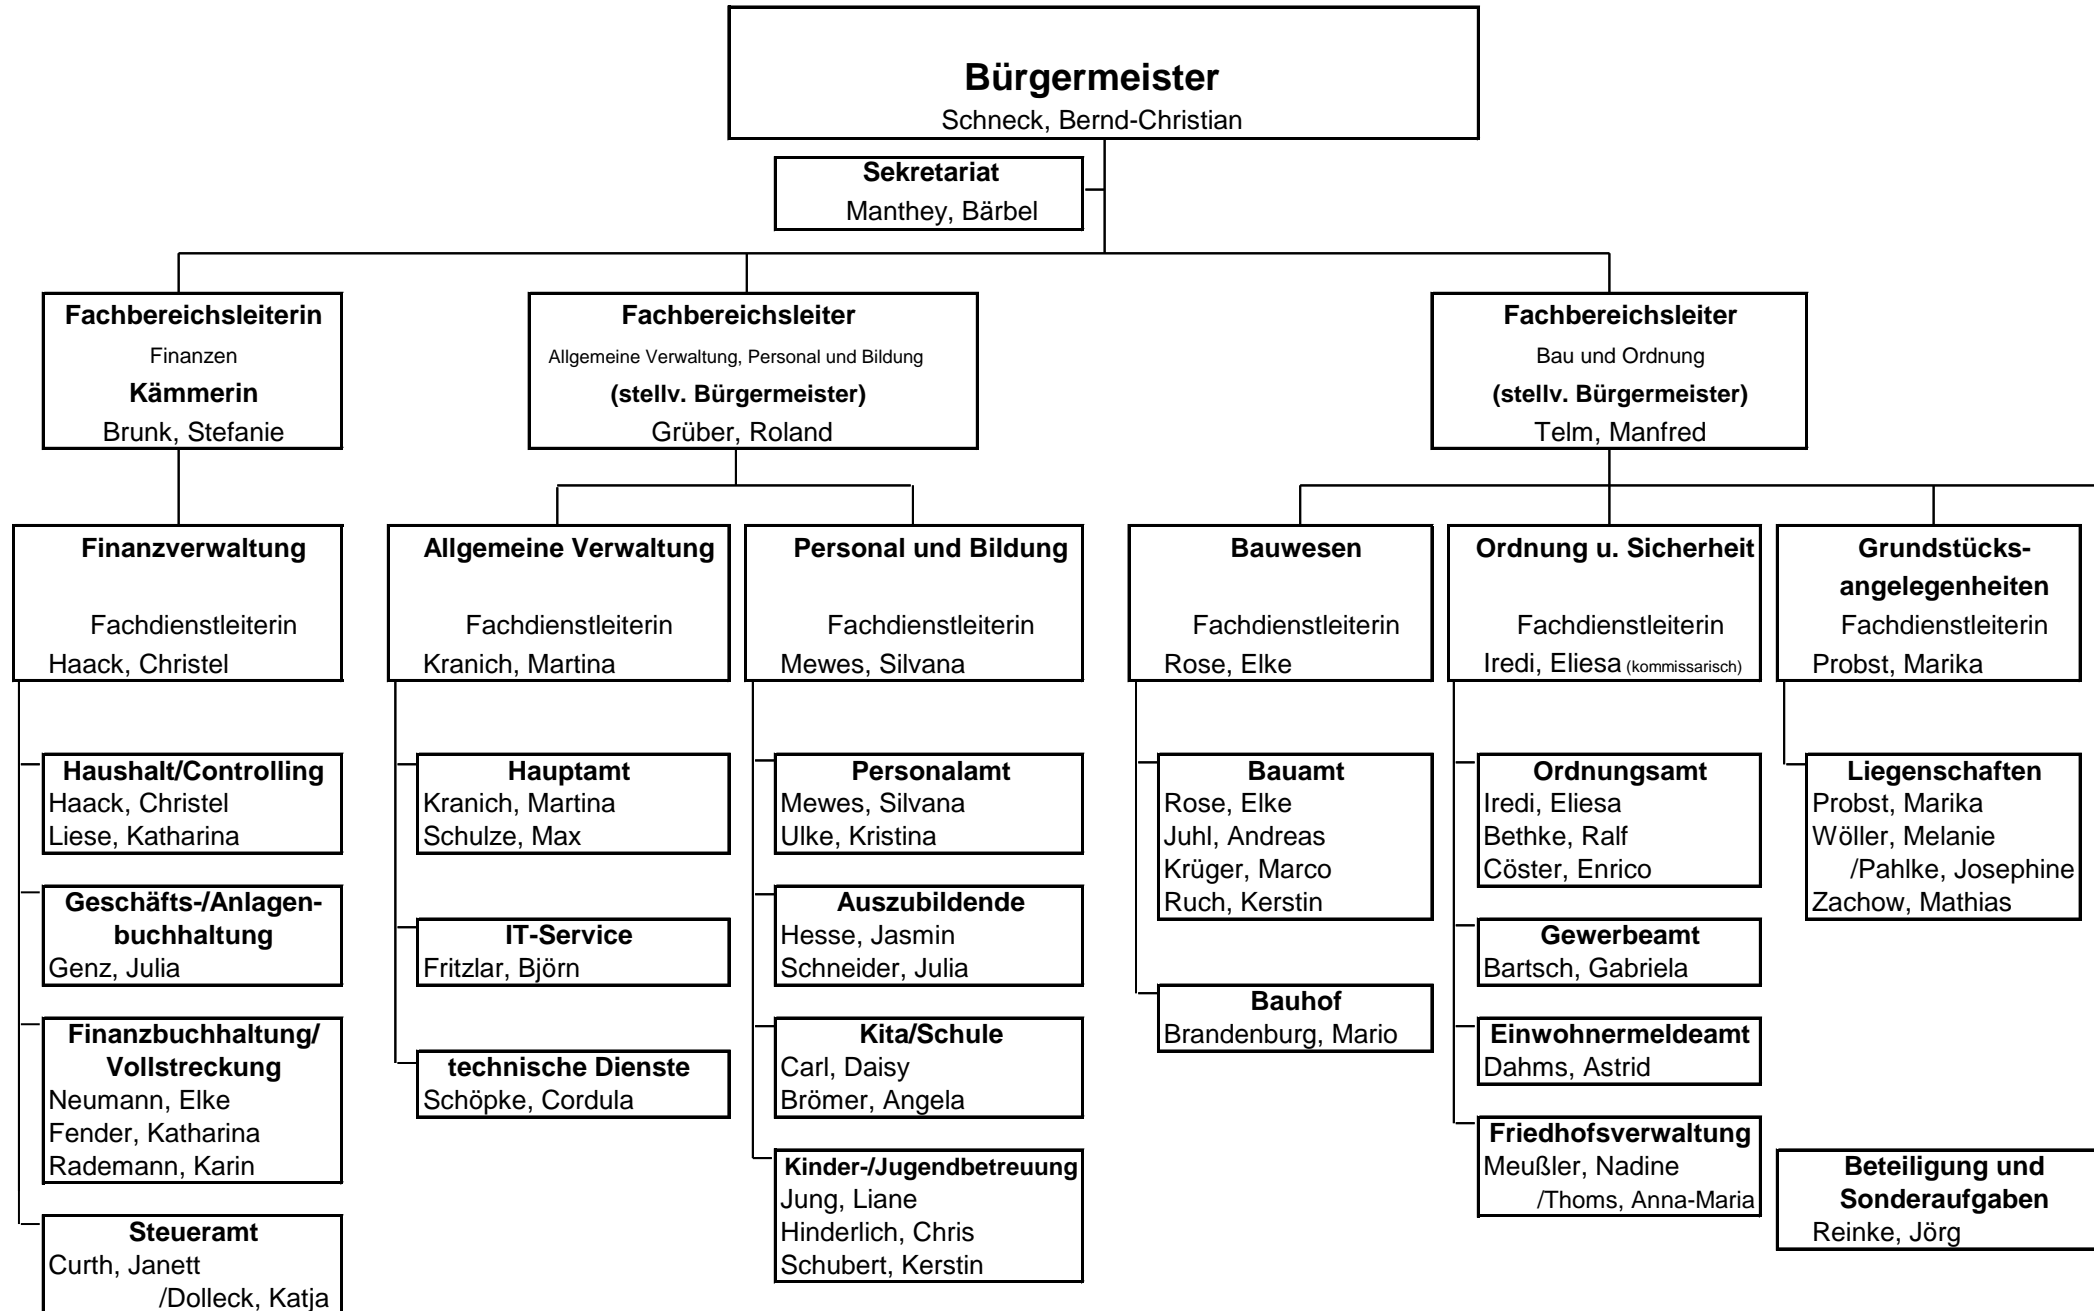 Bürgermeister
Schneck, Bernd-Christian
Sekretariat
Manthey, Bärbel
Fachbereichsleiterin
Finanzen
Kämmerin
Brunk, Stefanie
Fachbereichsleiter
Allgemeine Verwaltung, Personal und Bildung
(stellv. Bürgermeister)
Grüber, Roland
Fachbereichsleiter
Bau und Ordnung
(stellv. Bürgermeister)
Telm, Manfred
Finanzverwaltung
Fachdienstleiterin
Haack, Christel
Haushalt/Controlling
Haack, Christel
Liese, Katharina
Geschäfts-/Anlagen-
buchhaltung
Genz, Julia
Finanzbuchhaltung/
Vollstreckung
Neumann, Elke
Fender, Katharina
Rademann, Karin
Steueramt
Curth, Janett
/Dolleck, Katja
Allgemeine Verwaltung
Fachdienstleiterin
Kranich, Martina
Hauptamt
Kranich, Martina
Schulze, Max
IT-Service
Fritzlar, Björn
technische Dienste
Schöpke, Cordula
Personal und Bildung
Fachdienstleiterin
Mewes, Silvana
Personalamt
Mewes, Silvana
Ulke, Kristina
Auszubildende
Hesse, Jasmin
Schneider, Julia
Kita/Schule
Carl, Daisy
Brömer, Angela
Kinder-/Jugendbetreuung
Jung, Liane
Hinderlich, Chris
Schubert, Kerstin
Bauwesen
Fachdienstleiterin
Rose, Elke
Bauamt
Rose, Elke
Juhl, Andreas
Krüger, Marco
Ruch, Kerstin
Bauhof
Brandenburg, Mario
Ordnung u. Sicherheit
Fachdienstleiterin
Iredi, Eliesa (kommissarisch)
Ordnungsamt
Iredi, Eliesa
Bethke, Ralf
Cöster, Enrico
Gewerbeamt
Bartsch, Gabriela
Einwohnermeldeamt
Dahms, Astrid
Friedhofsverwaltung
Meußler, Nadine
/Thoms, Anna-Maria
Grundstücks-
angelegenheiten
Fachdienstleiterin
Probst, Marika
Liegenschaften
Probst, Marika
Wöller, Melanie
/Pahlke, Josephine
Zachow, Mathias
Beteiligung und
Sonderaufgaben
Reinke, Jörg